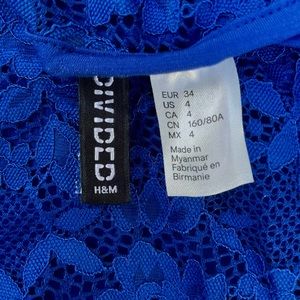 DIVIDED
H&M
EUR 34
US 4
CA 4
CN 160/80A
MX 4
Made in
Myanmar
Fabriqué en
Birmanie